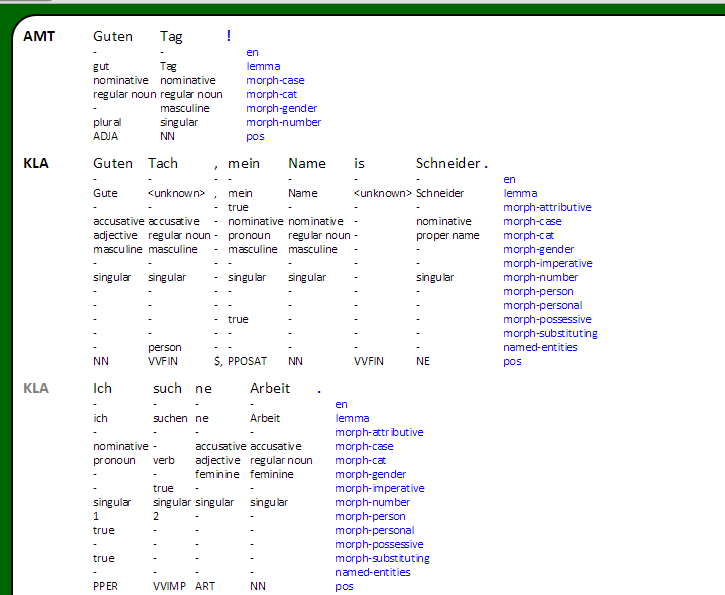 AMT Guten Tag !
- - en
gut Tag lemma
nominative nominative morph-case
regular noun regular noun morph-cat
- masculine morph-gender
plural singular morph-number
ADJA NN pos
KLA Guten Tach , mein Name is Schneider .
- - - - - - - en
Gute <unknown> , mein Name <unknown> Schneider lemma
- - - true - - - morph-attributive
accusative accusative - nominative nominative - nominative morph-case
adjective regular noun - pronoun regular noun - proper name morph-cat
masculine masculine - masculine masculine - - morph-gender
- - - - - - - morph-imperative
singular singular - singular singular - singular morph-number
- - - - - - - morph-person
- - - - - - - morph-personal
- - - true - - - morph-possessive
- - - - - - - morph-substituting
- person - - - - - named-entities
NN VVFIN $, PPOSAT NN VVFIN NE pos
KLA Ich such ne Arbeit .
- - - - en
ich suchen ne Arbeit lemma
- - - - morph-attributive
nominative - accusative accusative morph-case
pronoun verb adjective regular noun morph-cat
- - feminine feminine morph-gender
- true - - morph-imperative
singular singular singular singular morph-number
1 2 - - morph-person
true - - - morph-personal
- - - - morph-possessive
true - - - morph-substituting
- - - - named-entities
PPER VVIMP ART NN pos